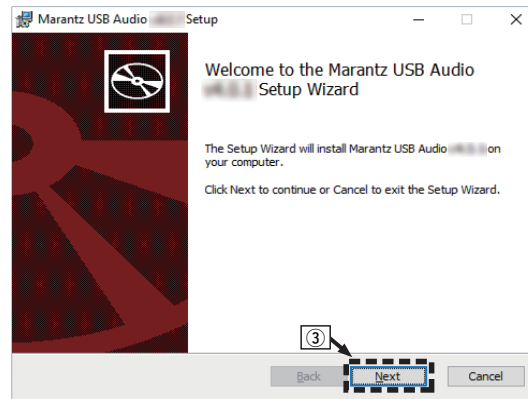 Marantz USB Audio Setup
Welcome to the Marantz USB Audio
Setup Wizard
The Setup Wizard will install Marantz USB Audio on
your computer.
Click Next to continue or Cancel to exit the Setup Wizard.
③
Back Next Cancel